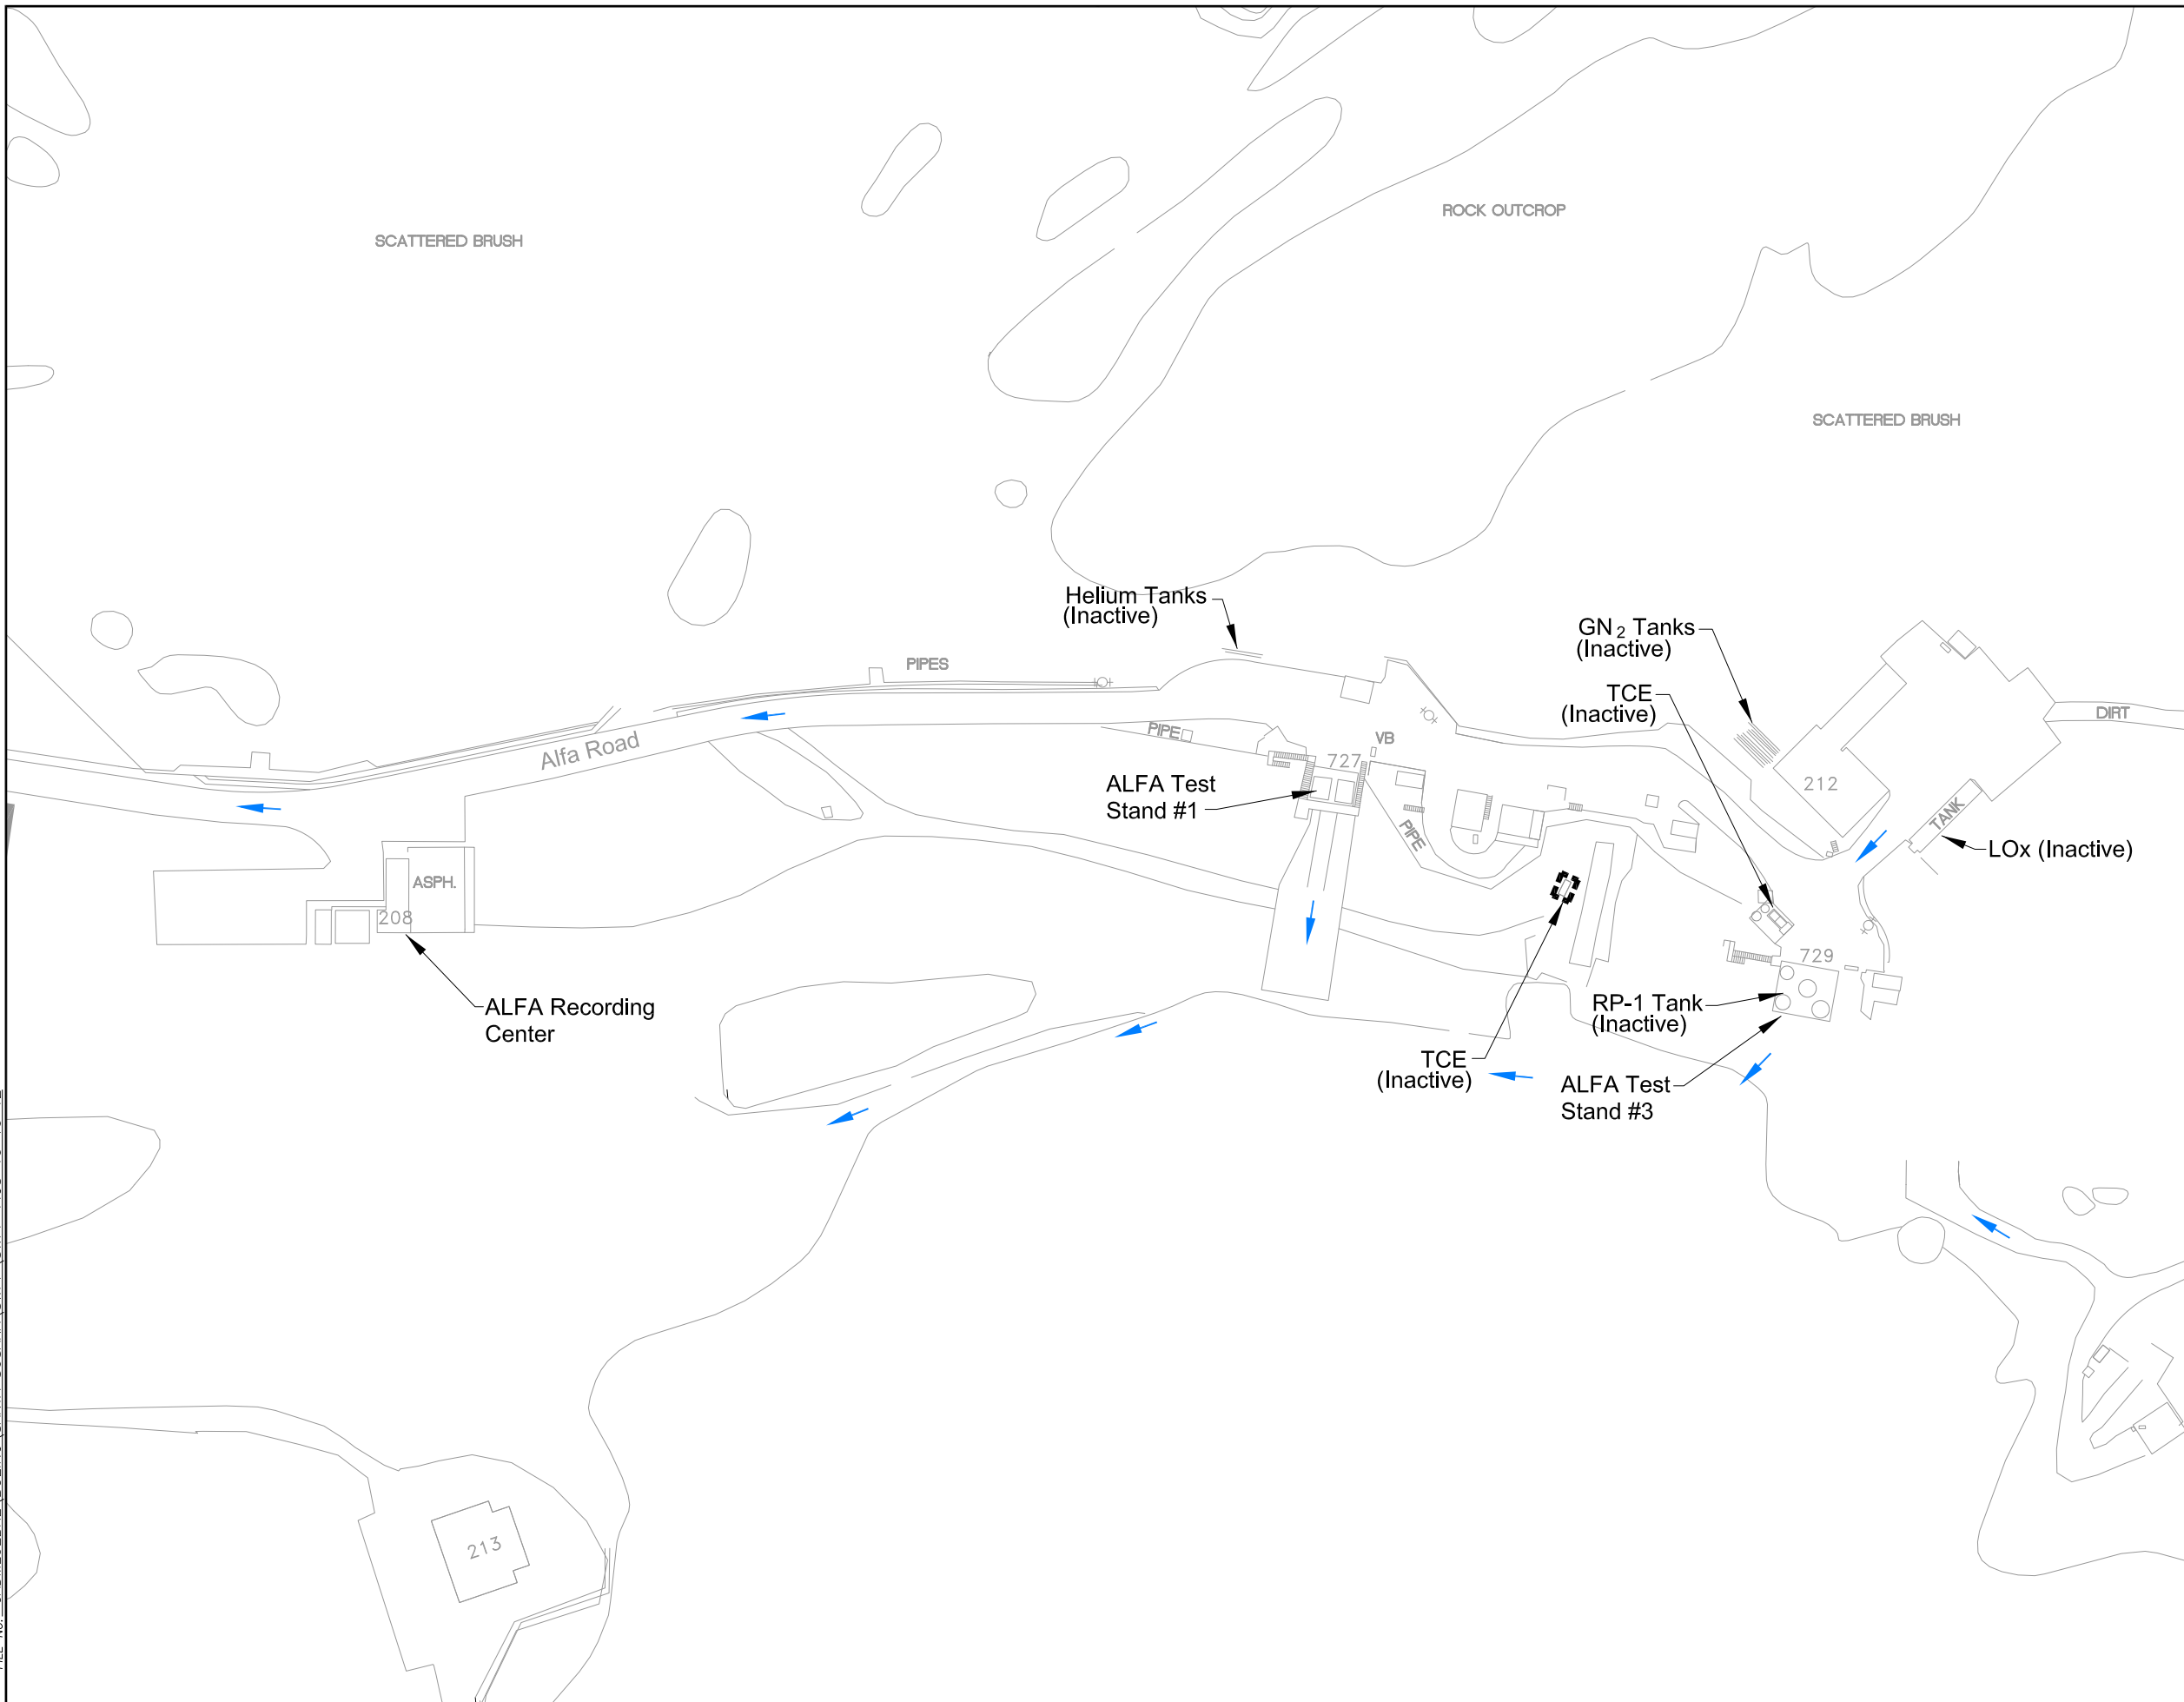 ROCK OUTCROP
SCATTERED BRUSH
SCATTERED BRUSH
Helium Tanks
(Inactive)
GN2 Tanks
(Inactive)
PIPES
TCE
(Inactive)
DIRT
Alfa Road
PIPE
VB
727
ALFA Test
Stand #1
212
TANK
PIPE
LOx (Inactive)
ASPH.
208
729
ALFA Recording
Center
RP-1 Tank
(Inactive)
TCE
(Inactive)
ALFA Test
Stand #3
213